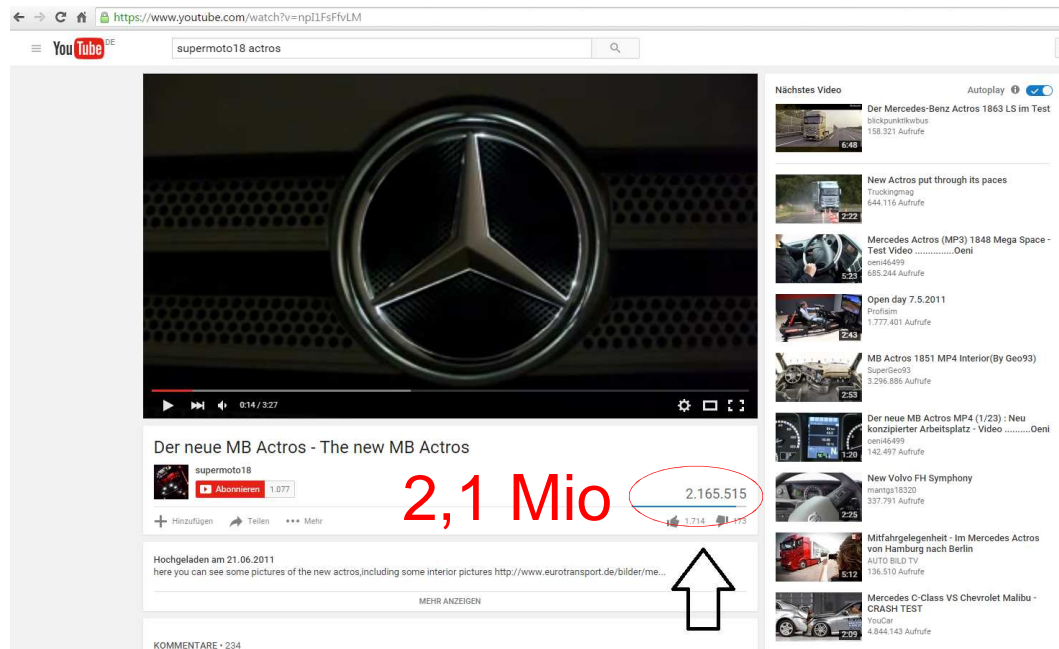 https://www.youtube.com/watch?v=npI1FsFfvLM
YouTube DE
supermoto18 actros
0:14 / 3:27
Der neue MB Actros - The new MB Actros
supermoto18
Abonnieren 1.077
2,1 Mio
2.165.515
Hinzufügen Teilen Mehr
1.714 173
Hochgeladen am 21.06.2011
here you can see some pictures of the new actros,including some interior pictures http://www.eurotransport.de/bilder/me...
MEHR ANZEIGEN
KOMMENTARE • 234
Nächstes Video Autoplay
Der Mercedes-Benz Actros 1863 LS im Test
blickpunktlkwbus
158.321 Aufrufe
6:48
New Actros put through its paces
Truckingmag
644.116 Aufrufe
2:22
Mercedes Actros (MP3) 1848 Mega Space -
Test Video ...............Oeni
oeni46499
685.244 Aufrufe
5:23
Open day 7.5.2011
Profisim
1.777.401 Aufrufe
2:43
MB Actros 1851 MP4 Interior(By Geo93)
SuperGeo93
3.296.886 Aufrufe
2:53
Der neue MB Actros MP4 (1/23) : Neu
konzipierter Arbeitsplatz - Video ..........Oeni
oeni46499
142.497 Aufrufe
1:20
New Volvo FH Symphony
mantgs18320
337.791 Aufrufe
2:25
Mitfahrgelegenheit - Im Mercedes Actros
von Hamburg nach Berlin
AUTO BILD TV
136.510 Aufrufe
5:12
Mercedes C-Class VS Chevrolet Malibu -
CRASH TEST
YouCar
4.844.143 Aufrufe
2:09